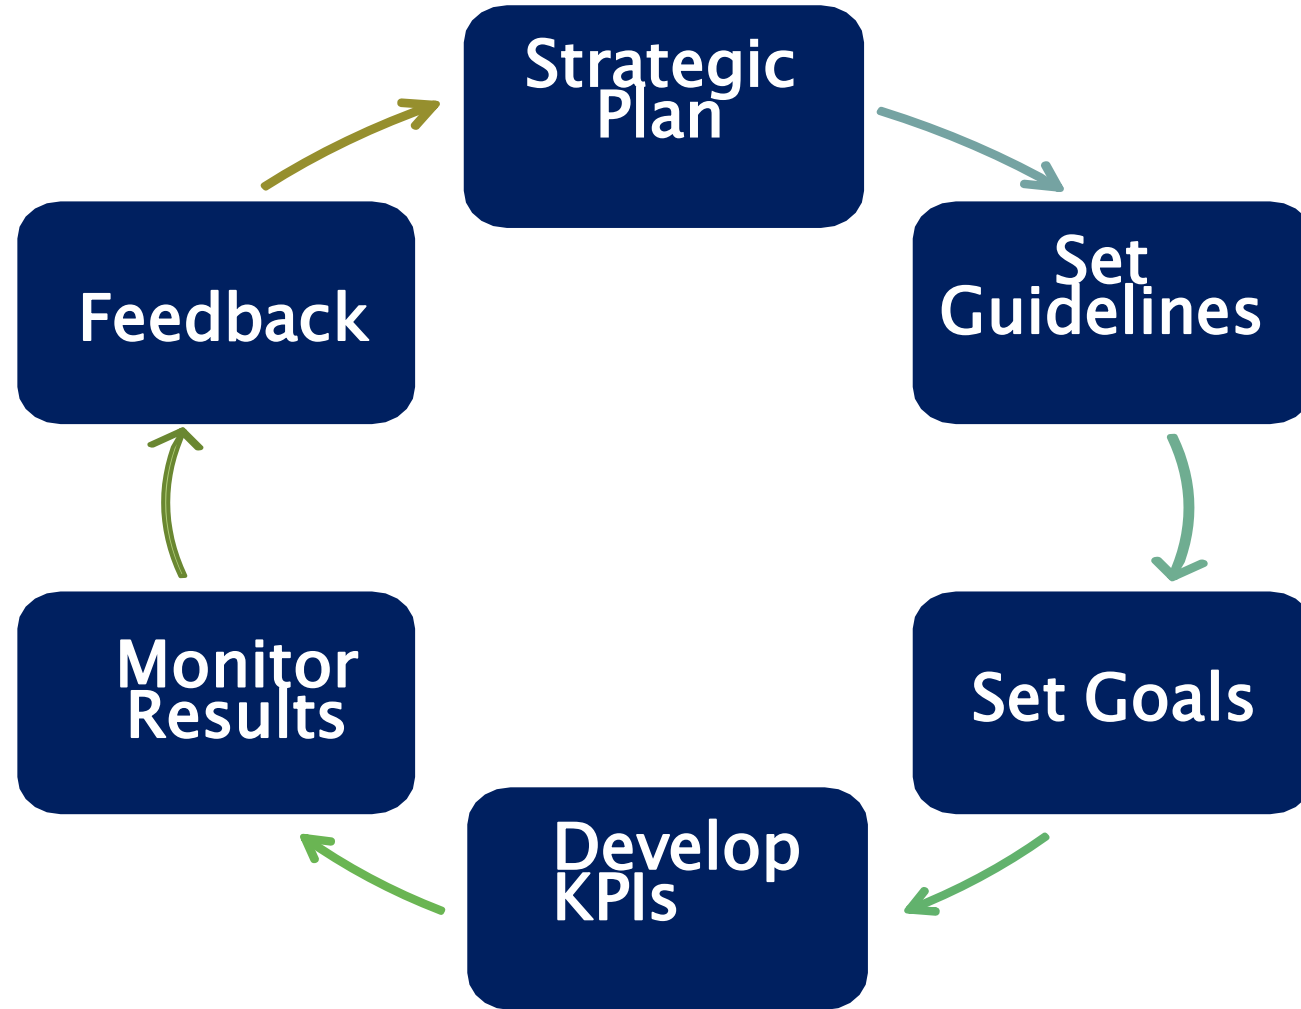 Strategic
Plan
Set
Guidelines
Set Goals
Develop
KPIs
Monitor
Results
Feedback